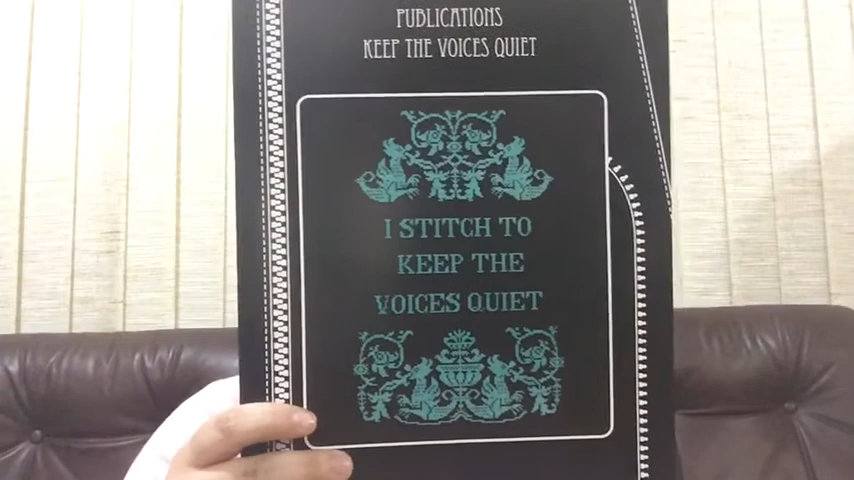 PUBLICATIONS
KEEP THE VOICES QUIET
I STITCH TO
KEEP THE
VOICES QUIET